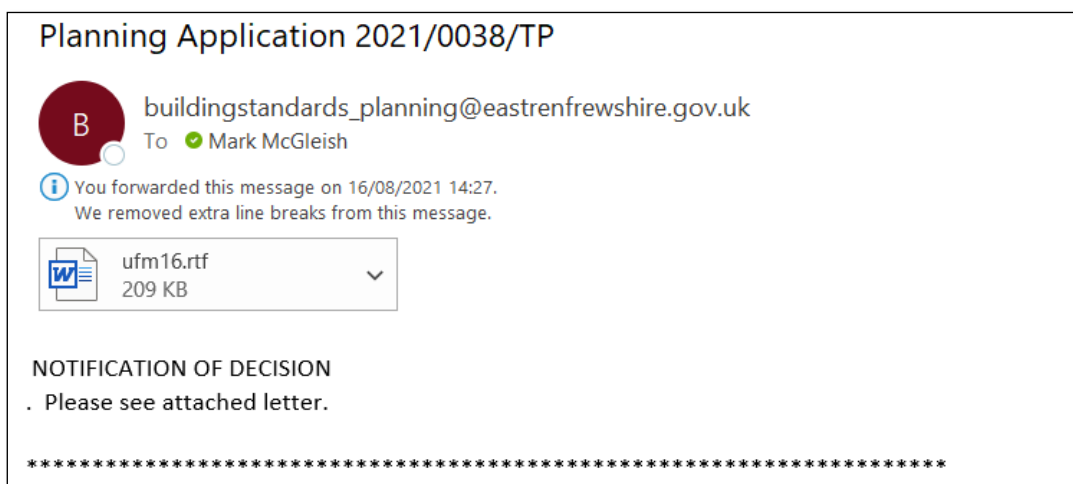 Planning Application 2021/0038/TP
B
buildingstandards_planning@eastrenfrewshire.gov.uk
To Mark McGleish
i You forwarded this message on 16/08/2021 14:27.
We removed extra line breaks from this message.
W
ufm16.rtf
209 KB
NOTIFICATION OF DECISION
. Please see attached letter.
**********************************************************************